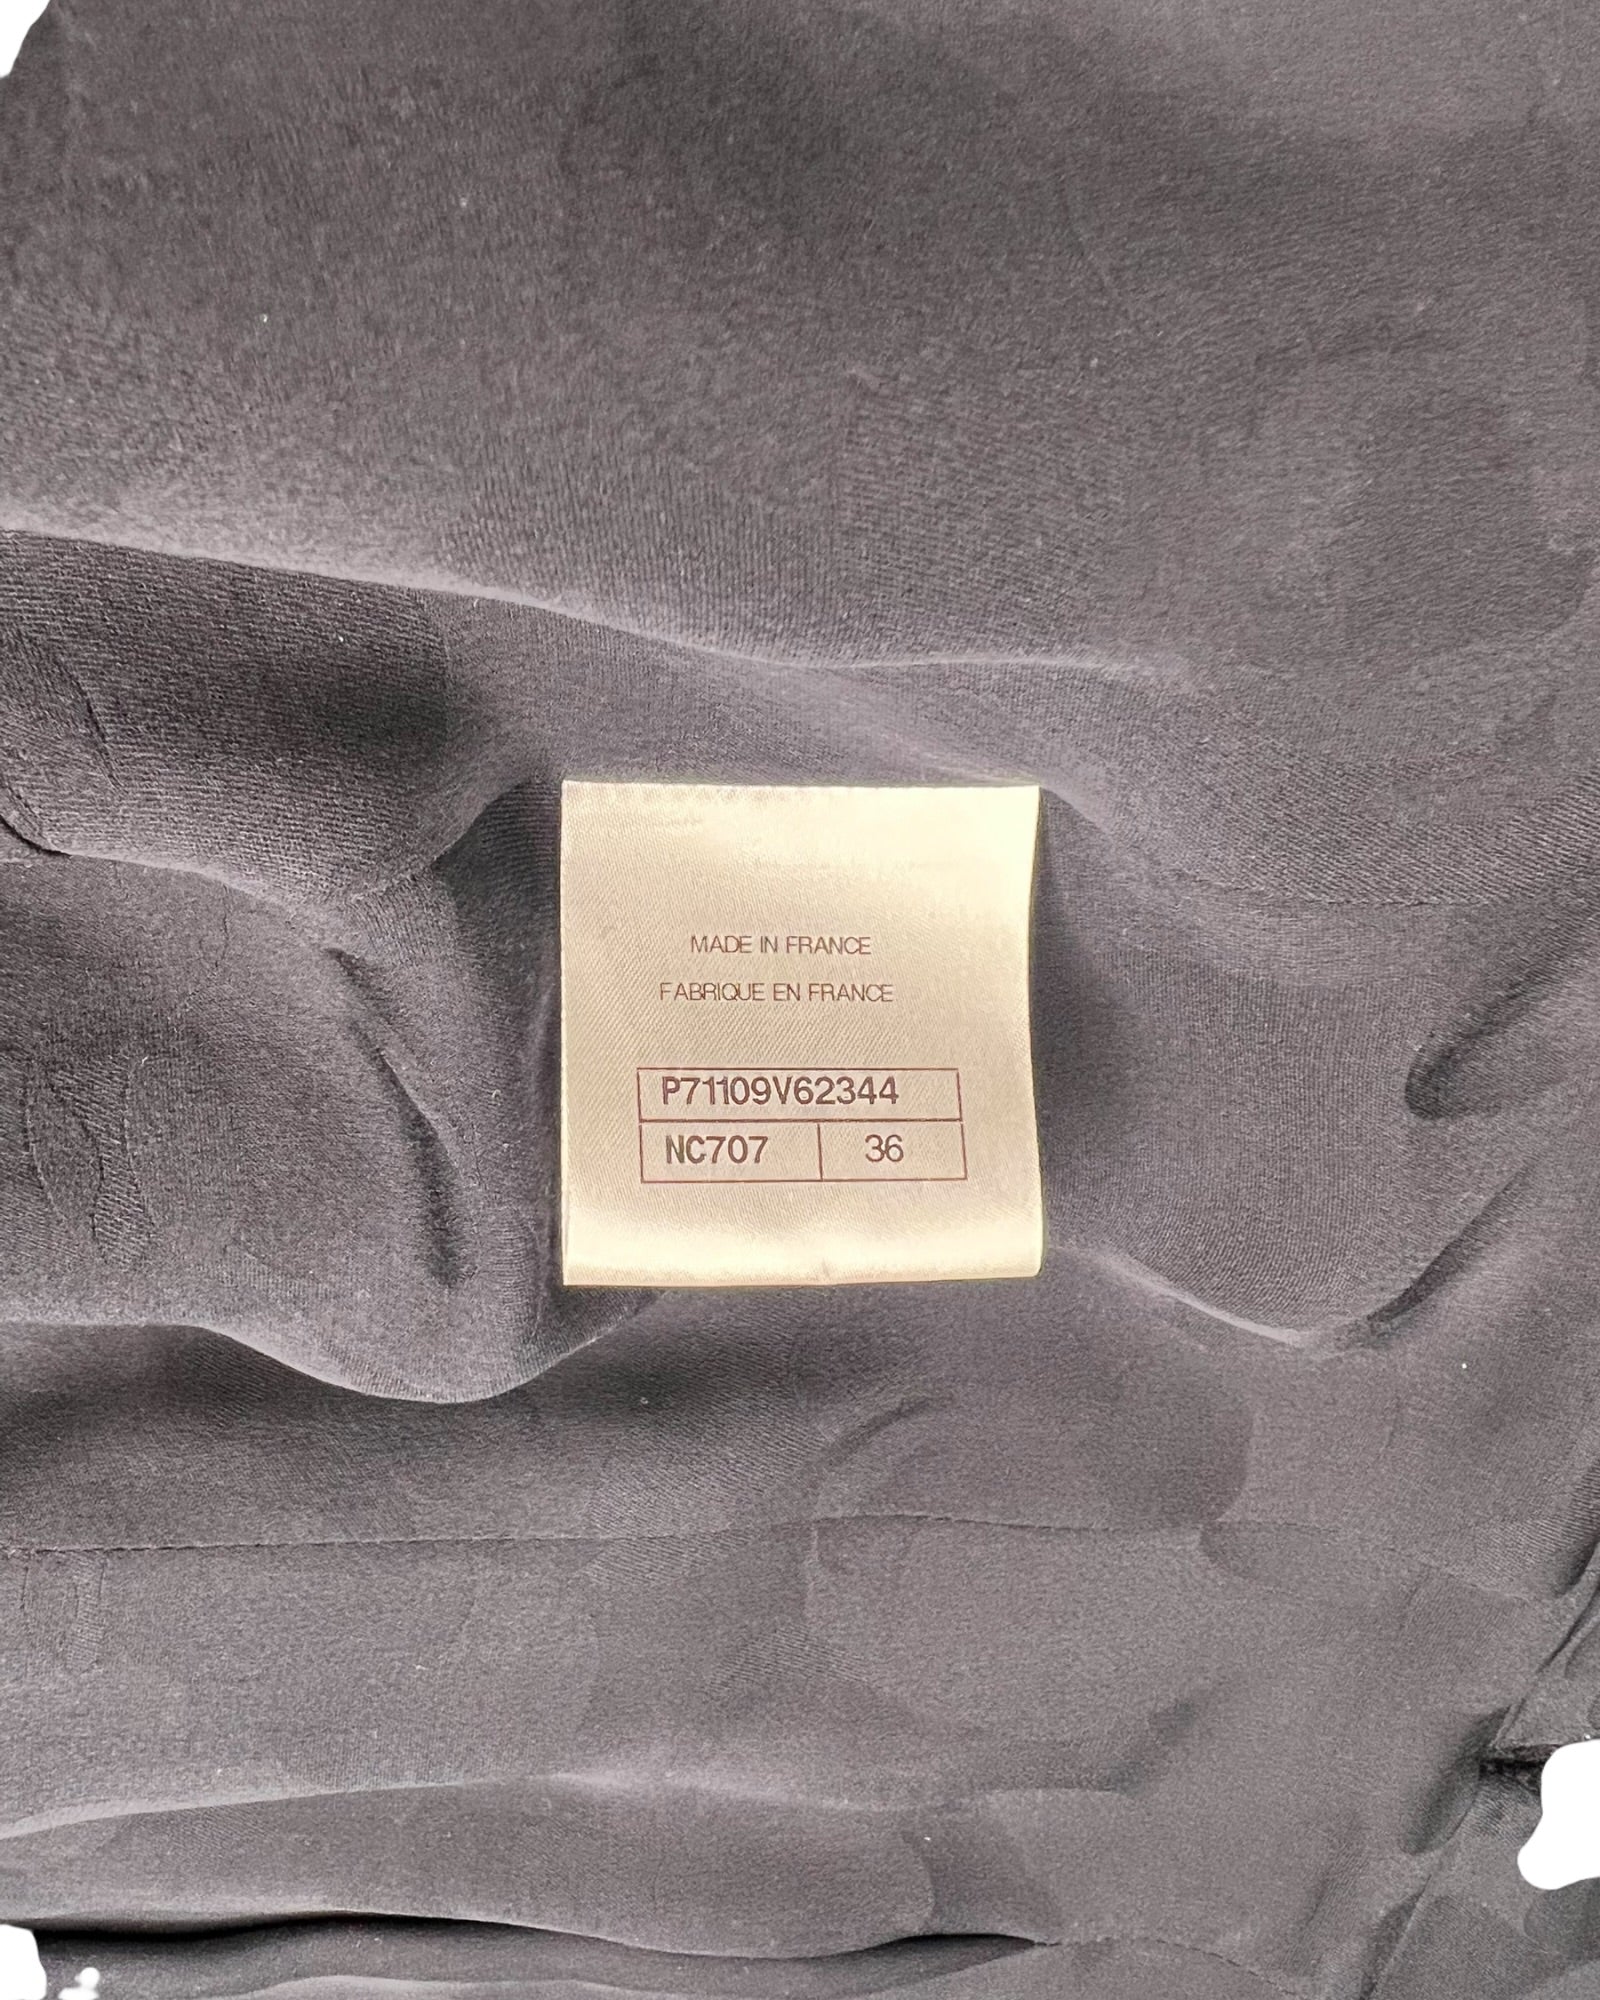 MADE IN FRANCE
FABRIQUE EN FRANCE
P71109V62344
NC707 36